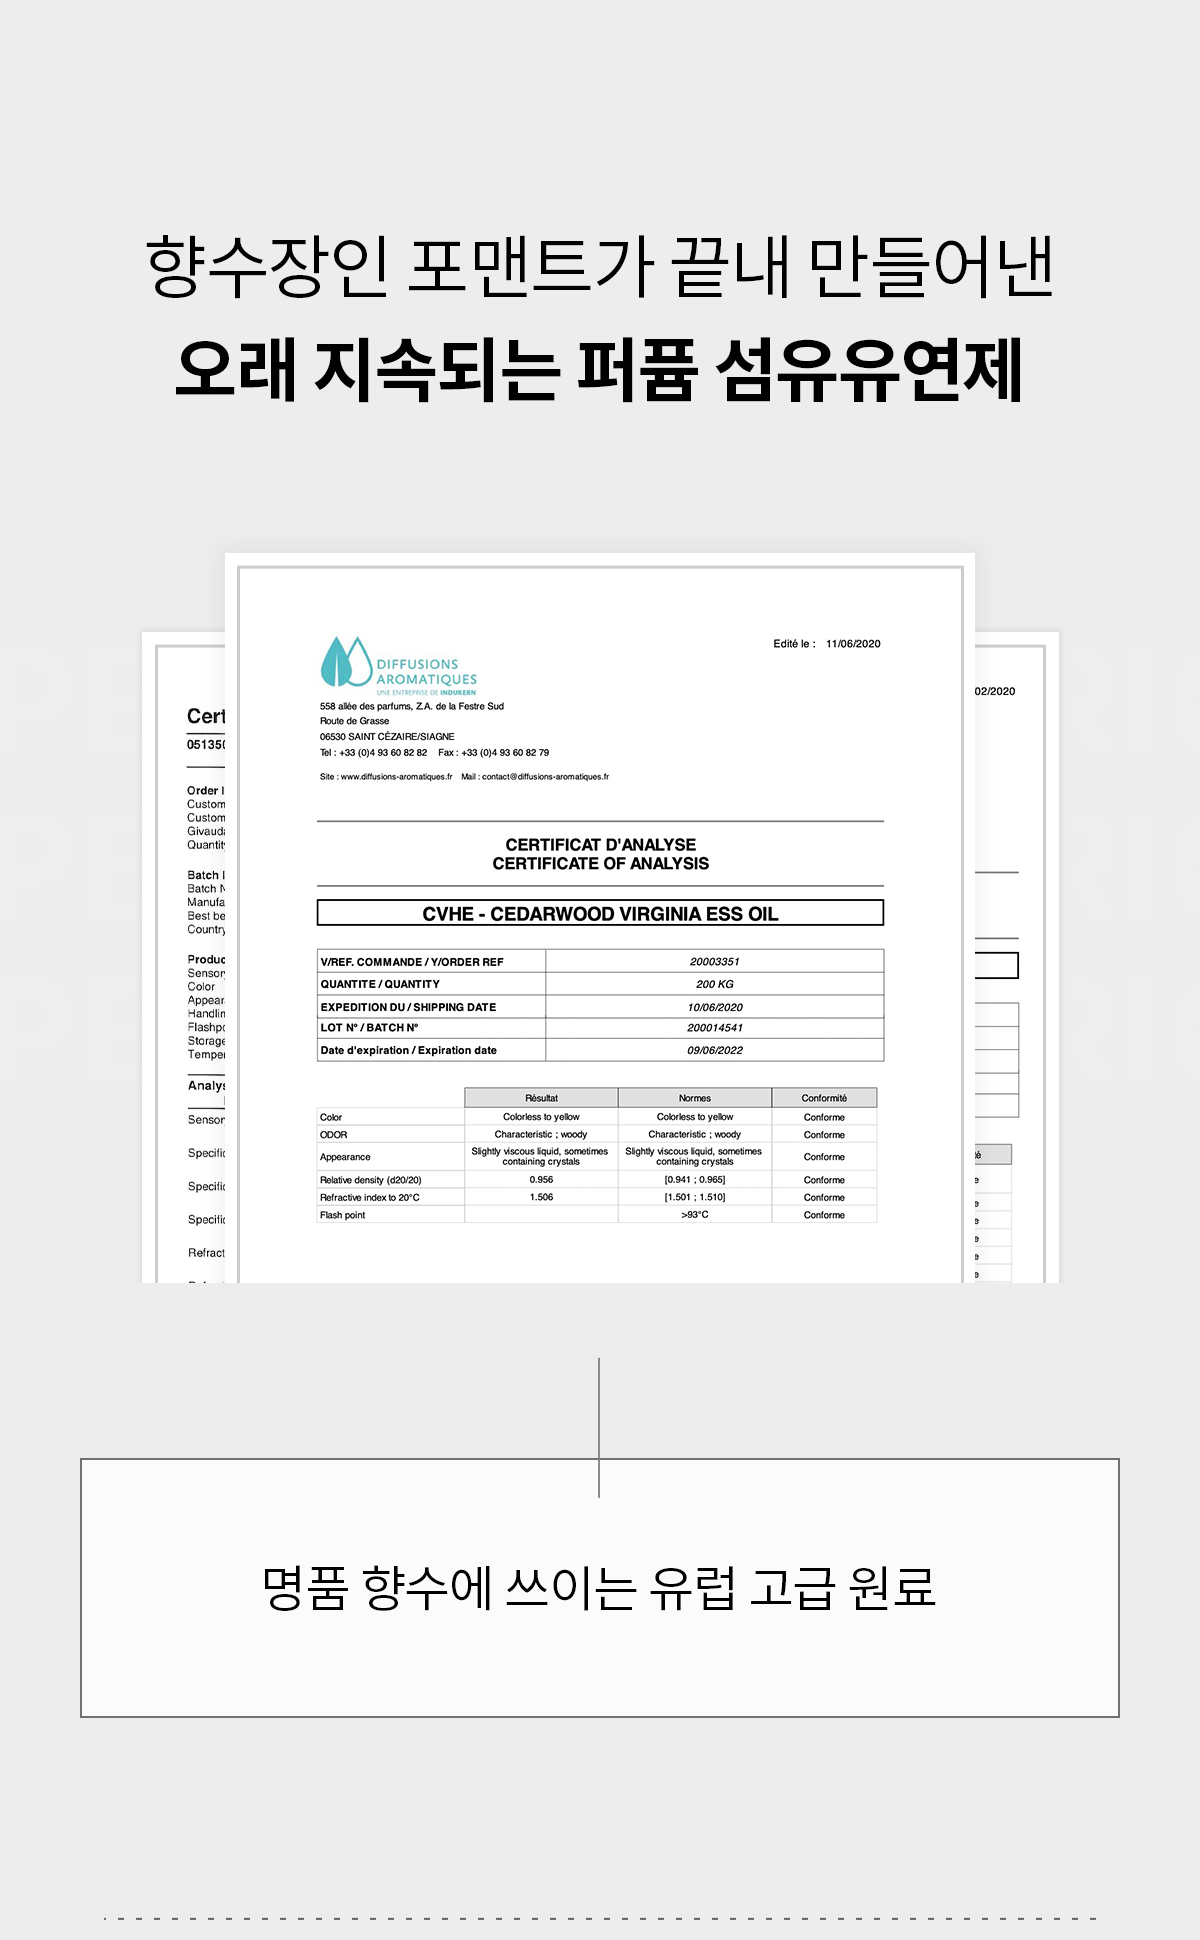 향수장인 포맨트가 끝내 만들어낸
오래 지속되는 퍼퓸 섬유유연제
DIFFUSIONS
AROMATIQUES
UNE ENTREPRISE DE INDUKERN
Edité le : 11/06/2020
558 allée des parfums, Z.A. de la Festre Sud
Route de Grasse
06530 SAINT CÉZAIRE/SIAGNE
Tel : +33 (0)4 93 60 82 82 Fax : +33 (0)4 93 60 82 79
Site : www.diffusions-aromatiques.fr Mail : contact@diffusions-aromatiques.fr
CERTIFICAT D'ANALYSE
CERTIFICATE OF ANALYSIS
CVHE - CEDARWOOD VIRGINIA ESS OIL
V/REF. COMMANDE / Y/ORDER REF 20003351
QUANTITE / QUANTITY 200 KG
EXPEDITION DU / SHIPPING DATE 10/06/2020
LOT N° / BATCH N° 200014541
Date d'expiration / Expiration date 09/06/2022
Résultat Normes Conformité
Color Colorless to yellow Colorless to yellow Conforme
ODOR Characteristic ; woody Characteristic ; woody Conforme
Appearance Slightly viscous liquid, sometimes containing crystals Slightly viscous liquid, sometimes containing crystals Conforme
Relative density (d20/20) 0.956 [0.941 ; 0.965] Conforme
Refractive index to 20°C 1.506 [1.501 ; 1.510] Conforme
Flash point >93°C Conforme
Cert
05135
Order
Custom
Custom
Givauda
Quantity
Batch
Batch
Manufa
Best be
Country
Produc
Sensory
Color
Appear
Handlin
Flashpo
Storage
Temper
Analys
Sensory
Specific
Specific
Specific
Refract
02/2020
명품 향수에 쓰이는 유럽 고급 원료